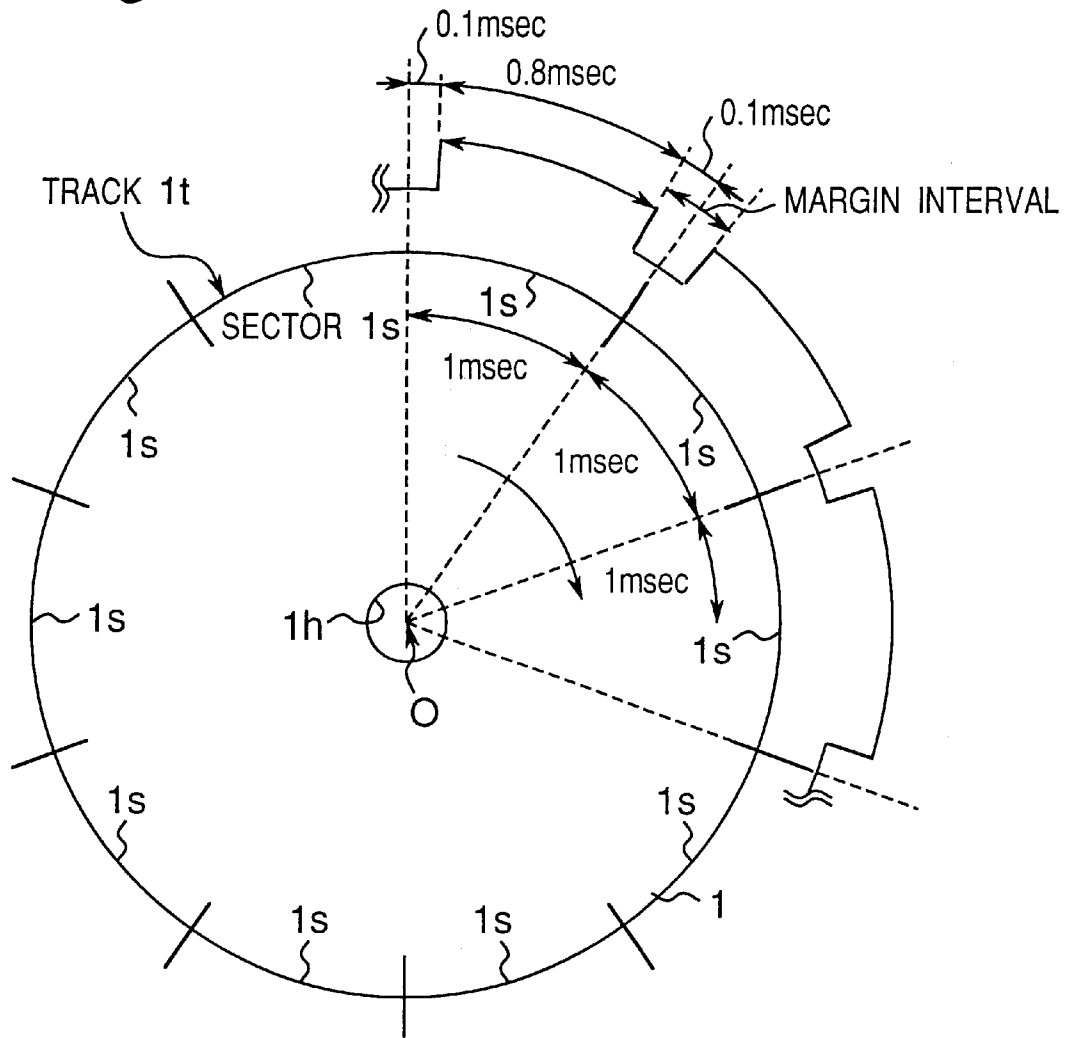 0.1msec
0.8msec
0.1msec
TRACK 1t
MARGIN INTERVAL
SECTOR 1s
1s
1msec
1s
1s
1msec
1msec
1s
1h
1s
O
1s
1s
1
1s
1s